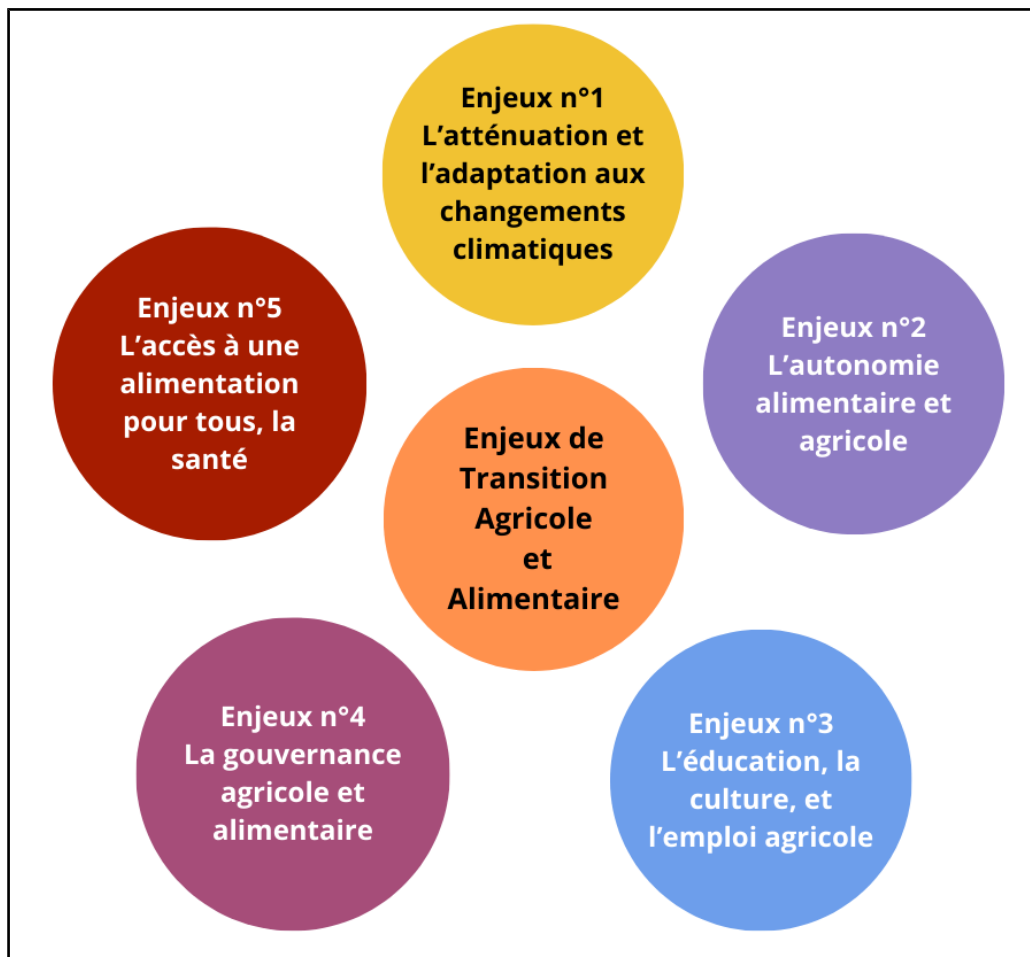 Enjeux n°1
L’atténuation et
l’adaptation aux
changements
climatiques
Enjeux n°5
L’accès à une
alimentation
pour tous, la
santé
Enjeux n°2
L’autonomie
alimentaire et
agricole
Enjeux de
Transition
Agricole
et
Alimentaire
Enjeux n°4
La gouvernance
agricole et
alimentaire
Enjeux n°3
L’éducation, la
culture, et
l’emploi agricole